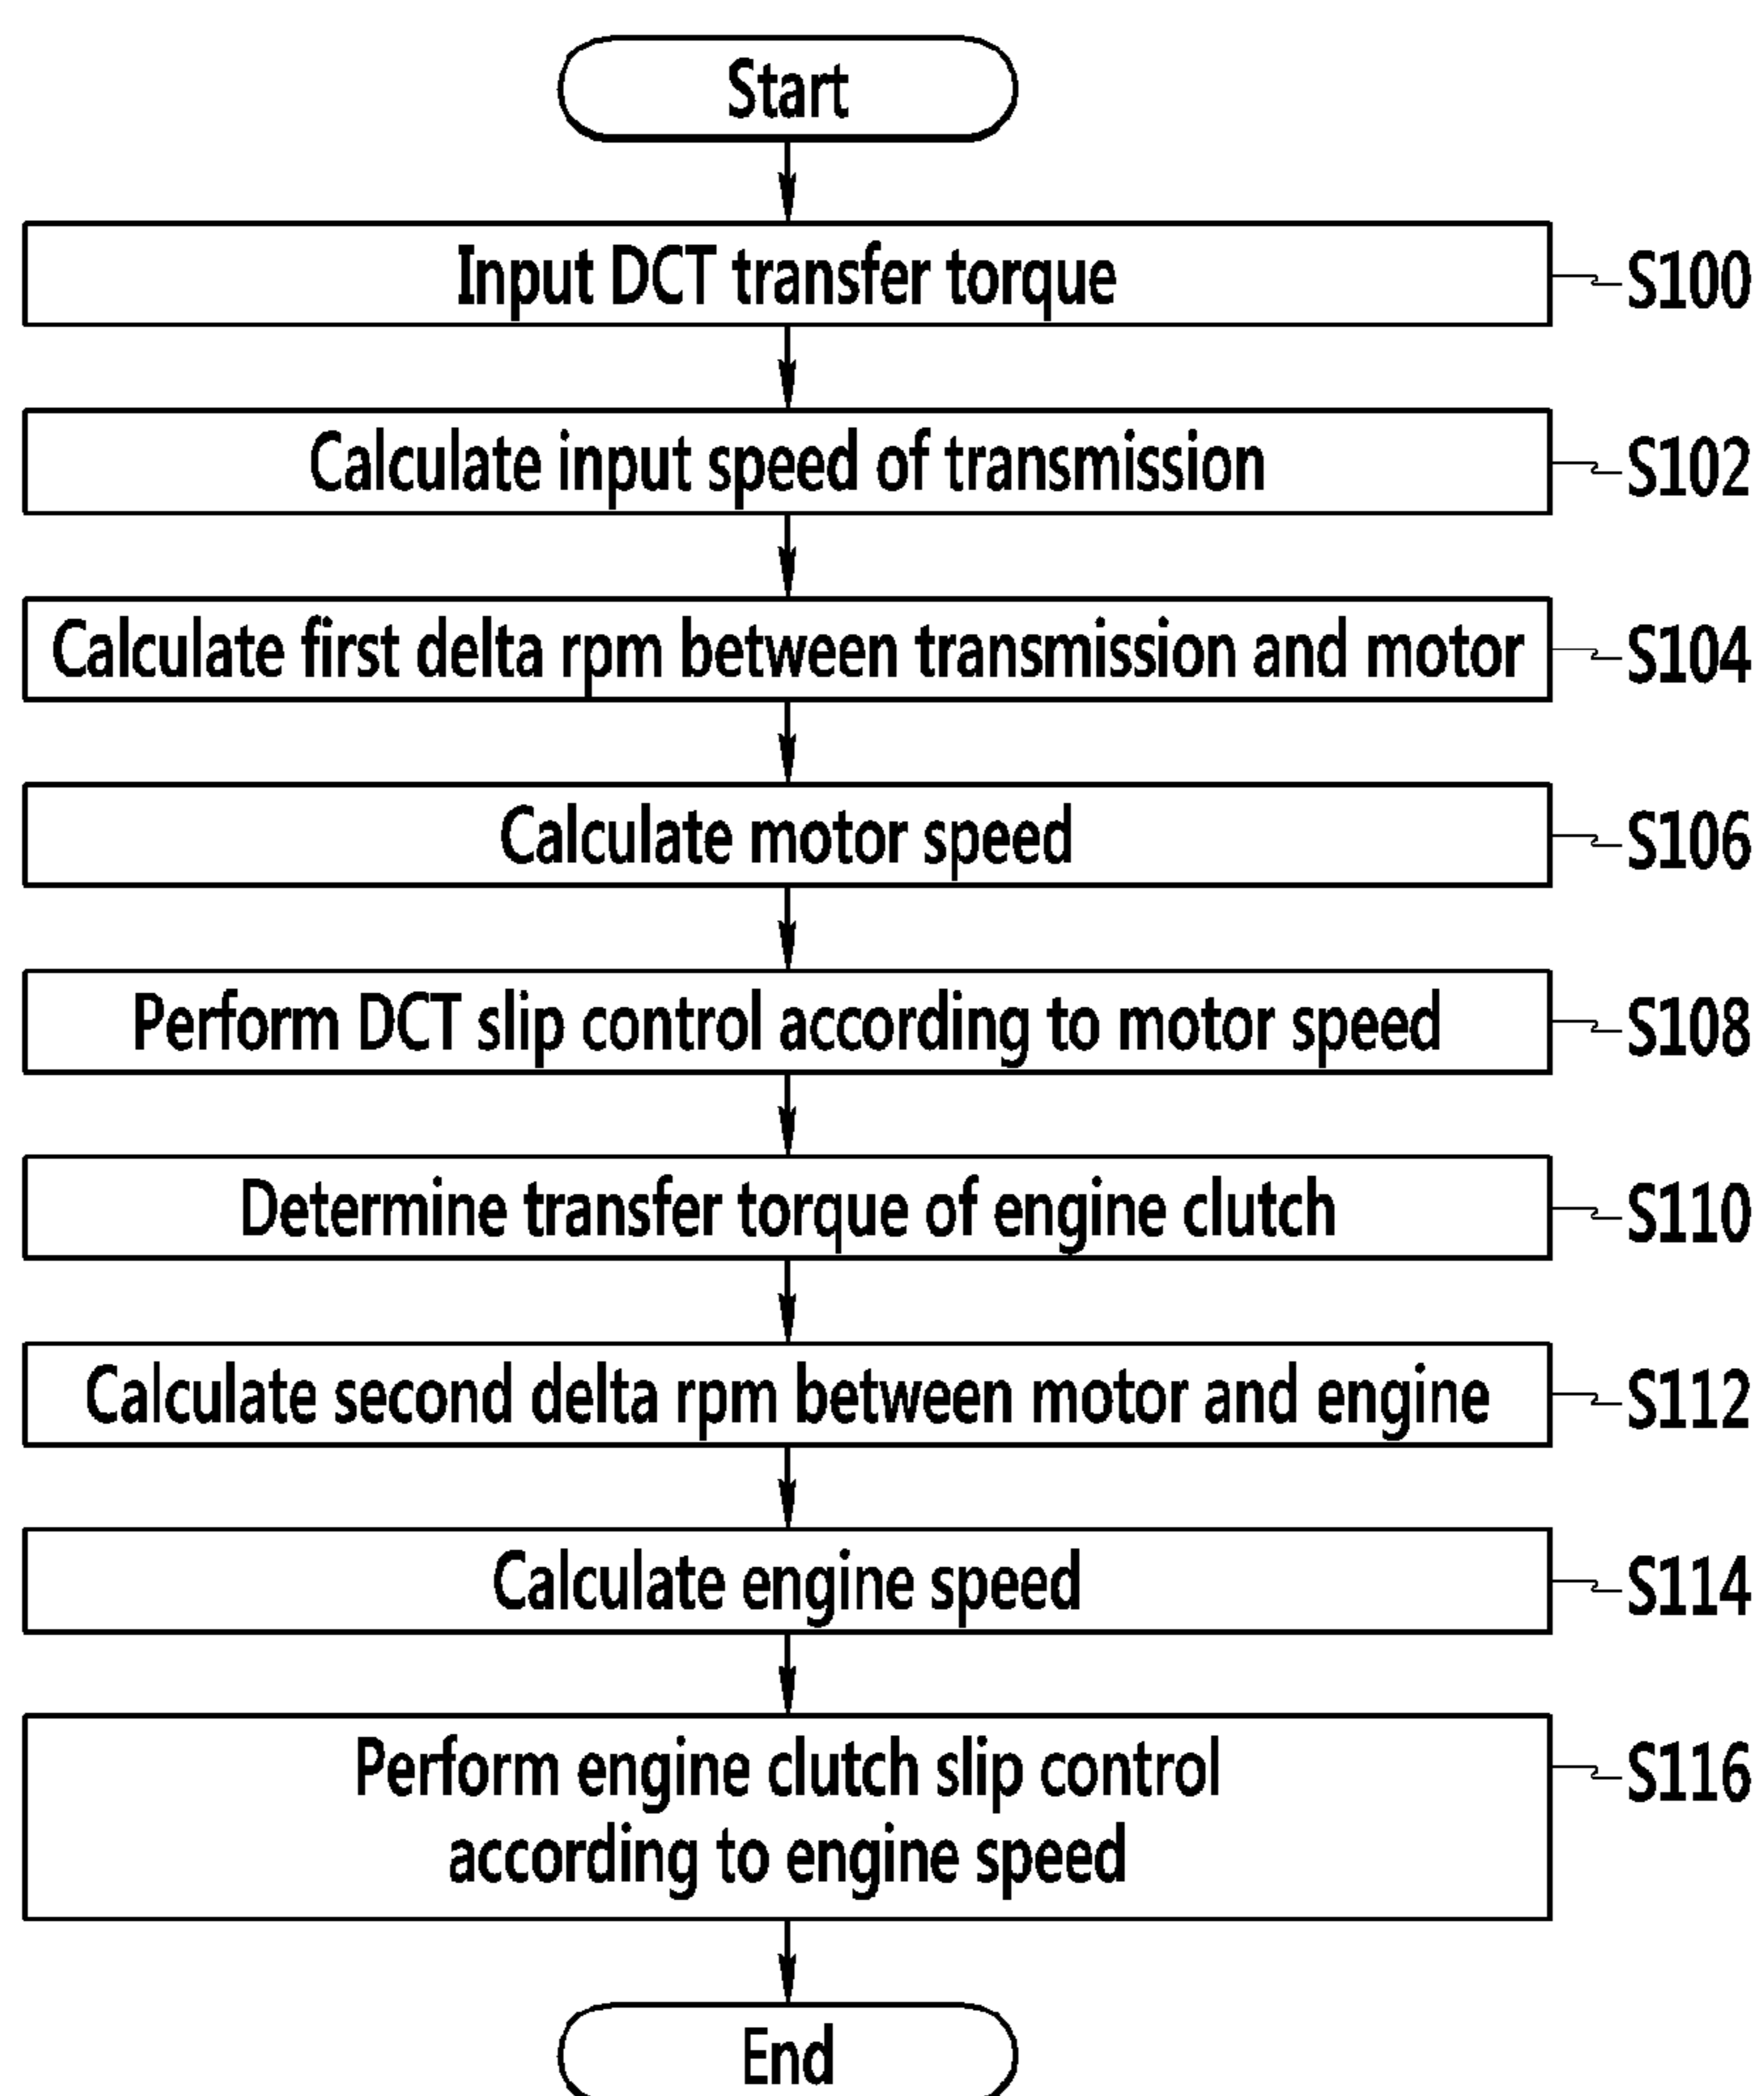 Start
Input DCT transfer torque
S100
Calculate input speed of transmission
S102
Calculate first delta rpm between transmission and motor
S104
Calculate motor speed
S106
Perform DCT slip control according to motor speed
S108
Determine transfer torque of engine clutch
S110
Calculate second delta rpm between motor and engine
S112
Calculate engine speed
S114
Perform engine clutch slip control
according to engine speed
S116
End